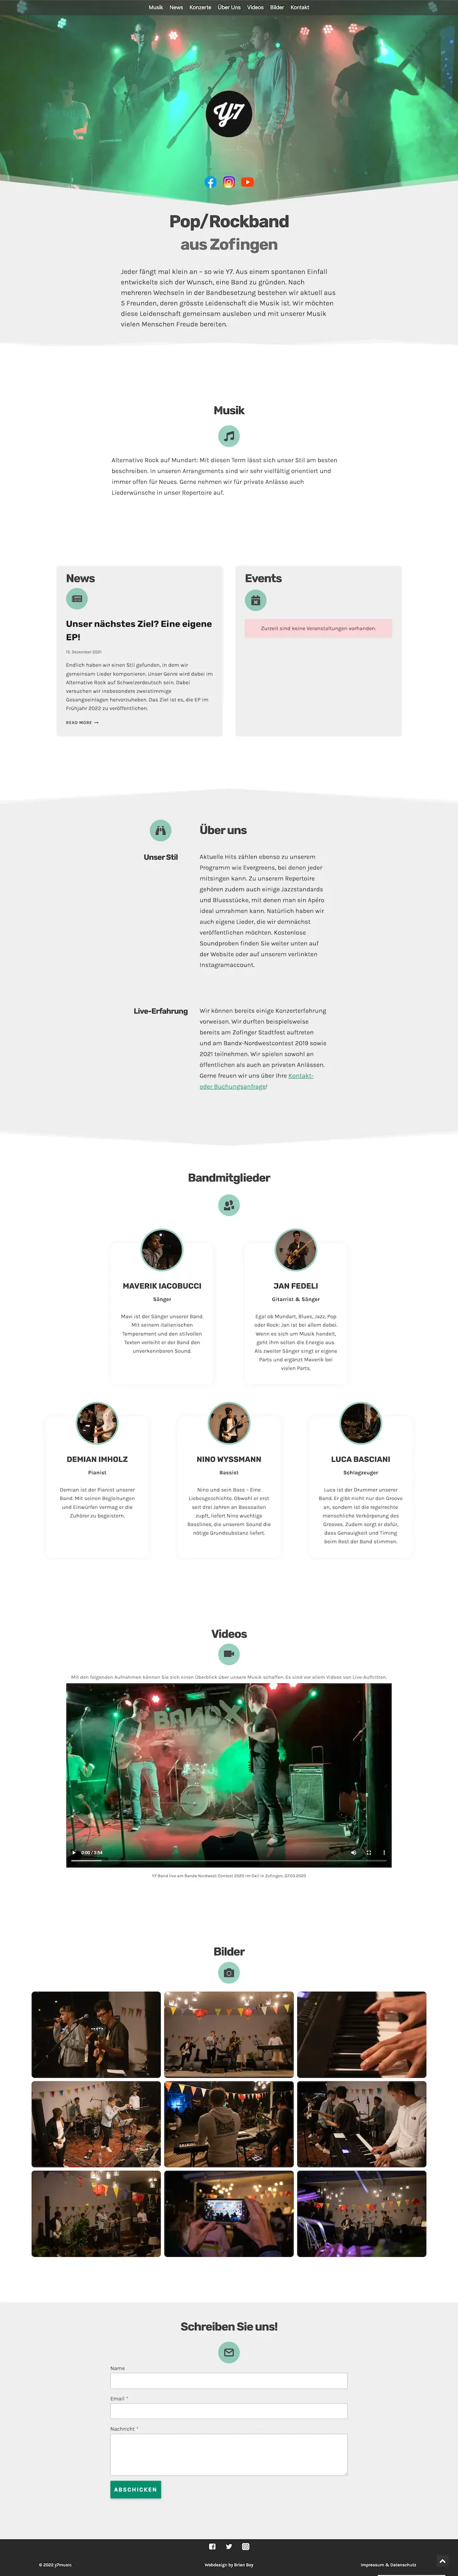 Musik News Konzerte Über Uns Videos Bilder Kontakt
Y7
Pop/Rockband
aus Zofingen
Jeder fängt mal klein an – so wie Y7. Aus einem spontanen Einfall
entwickelte sich der Wunsch, eine Band zu gründen. Nach
mehreren Wechseln in der Bandbesetzung bestehen wir aktuell aus
5 Freunden, deren grösste Leidenschaft die Musik ist. Wir möchten
diese Leidenschaft gemeinsam ausleben und mit unserer Musik
vielen Menschen Freude bereiten.
Musik
Alternative Rock auf Mundart: Mit diesen Term lässt sich unser Stil am besten
beschreiben. In unseren Arrangements sind wir sehr vielfältig orientiert und
immer offen für Neues. Gerne nehmen wir für private Anlässe auch
Liederwünsche in unser Repertoire auf.
News
Unser nächstes Ziel? Eine eigene
EP!
15. Dezember 2021
Endlich haben wir einen Stil gefunden, in dem wir
gemeinsam Lieder komponieren. Unser Genre wird dabei im
Alternative Rock auf Schweizerdeutsch sein. Dabei
versuchen wir insbesondere zweistimmige
Gesangseinlagen hervorzuheben. Das Ziel ist es, die EP im
Frühjahr 2022 zu veröffentlichen.
READ MORE →
Events
Zurzeit sind keine Veranstaltungen vorhanden.
Über uns
Unser Stil
Aktuelle Hits zählen ebenso zu unserem
Programm wie Evergreens, bei denen jeder
mitsingen kann. Zu unserem Repertoire
gehören zudem auch einige Jazzstandards
und Bluesstücke, mit denen man ein Apéro
ideal umrahmen kann. Natürlich haben wir
auch eigene Lieder, die wir demnächst
veröffentlichen möchten. Kostenlose
Soundproben finden Sie weiter unten auf
der Website oder auf unserem verlinkten
Instagramaccount.
Live-Erfahrung
Wir können bereits einige Konzerterfahrung
vorweisen. Wir durften beispielsweise
bereits am Zofinger Stadtfest auftreten
und am Bandx-Nordwestcontest 2019 sowie
2021 teilnehmen. Wir spielen sowohl an
öffentlichen als auch an privaten Anlässen.
Gerne freuen wir uns über Ihre Kontakt-
oder Buchungsanfrage!
Bandmitglieder
MAVERIK IACOBUCCI
Sänger
Mavi ist der Sänger unserer Band.
Mit seinem italienischen
Temperament und den stilvollen
Texten verleiht er der Band den
unverkennbaren Sound.
JAN FEDELI
Gitarrist & Sänger
Egal ob Mundart, Blues, Jazz, Pop
oder Rock: Jan ist bei allem dabei.
Wenn es sich um Musik handelt,
geht ihm selten die Energie aus.
Als zweiter Sänger singt er eigene
Parts und ergänzt Maverik bei
vielen Parts.
DEMIAN IMHOLZ
Pianist
Demian ist der Pianist unserer
Band. Mit seinen Begleitungen
und Einwürfen vermag er die
Zuhörer zu begeistern.
NINO WYSSMANN
Bassist
Nino und sein Bass – Eine
Liebesgeschichte. Obwohl er erst
seit drei Jahren an Basssaiten
zupft, liefert Nino wuchtige
Basslines, die unserem Sound die
nötige Grundsubstanz liefert.
LUCA BASCIANI
Schlagzeuger
Luca ist der Drummer unserer
Band. Er gibt nicht nur den Groove
an, sondern ist die regelrechte
menschliche Verkörperung des
Grooves. Zudem sorgt er dafür,
dass Genauigkeit und Timing
beim Rest der Band stimmen.
Videos
Mit den folgenden Aufnahmen können Sie sich einen Überblick über unsere Musik schaffen. Es sind vor allem Videos von Live-Auftritten.
BANDX
0:00 / 3:54
Y7 Band live am Bandx Nordwest Contest 2020 im Oxil in Zofingen, 07.03.2020
Bilder
Schreiben Sie uns!
Name
Email *
Nachricht *
ABSCHICKEN
© 2022 y7music
Webdesign by Brian Boy
Impressum & Datenschutz